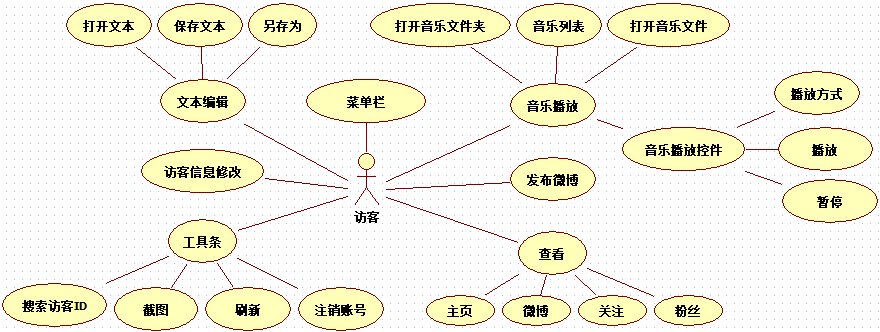 打开文本
保存文本
另存为
打开音乐文件夹
音乐列表
打开音乐文件
文本编辑
菜单栏
音乐播放
播放方式
音乐播放控件
播放
访客信息修改
发布微博
暂停
访客
工具条
查看
搜索访客ID
截图
刷新
注销账号
主页
微博
关注
粉丝